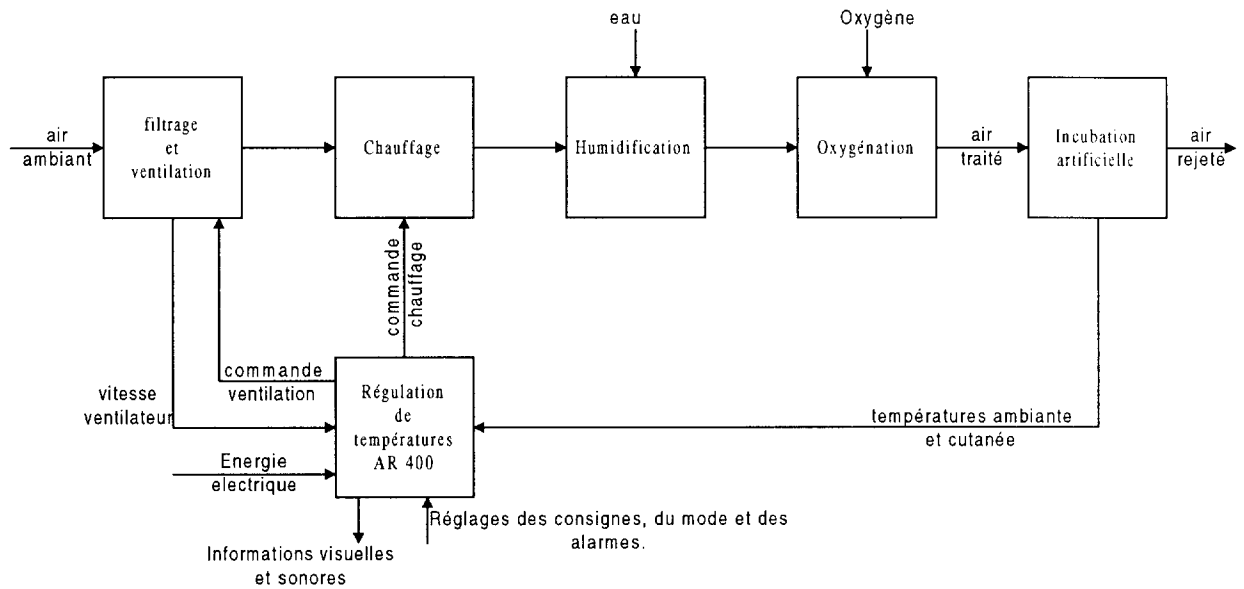 eau
Oxygène
air
ambiant
filtrage
et
ventilation
Chauffage
Humidification
Oxygénation
air
traité
Incubation
artificielle
air
rejeté
commande
chauffage
commande
ventilation
vitesse
ventilateur
Régulation
de
températures
AR 400
températures ambiante
et cutanée
Energie
electrique
Réglages des consignes, du mode et des
alarmes.
Informations visuelles
et sonores